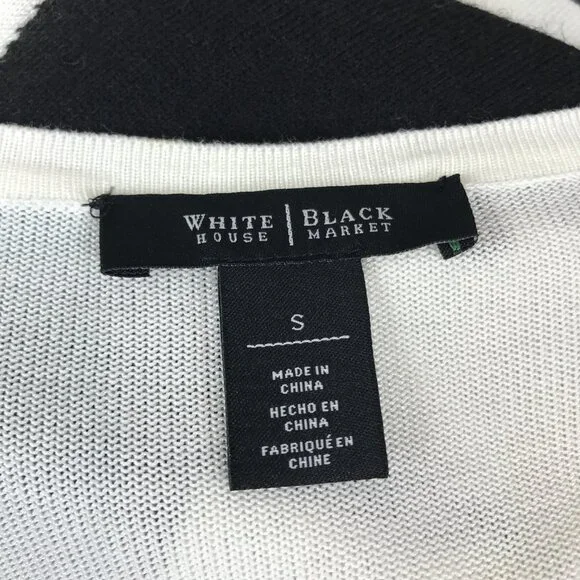 WHITE | BLACK
HOUSE | MARKET
S
MADE IN
CHINA
HECHO EN
CHINA
FABRIQUÉ EN
CHINE